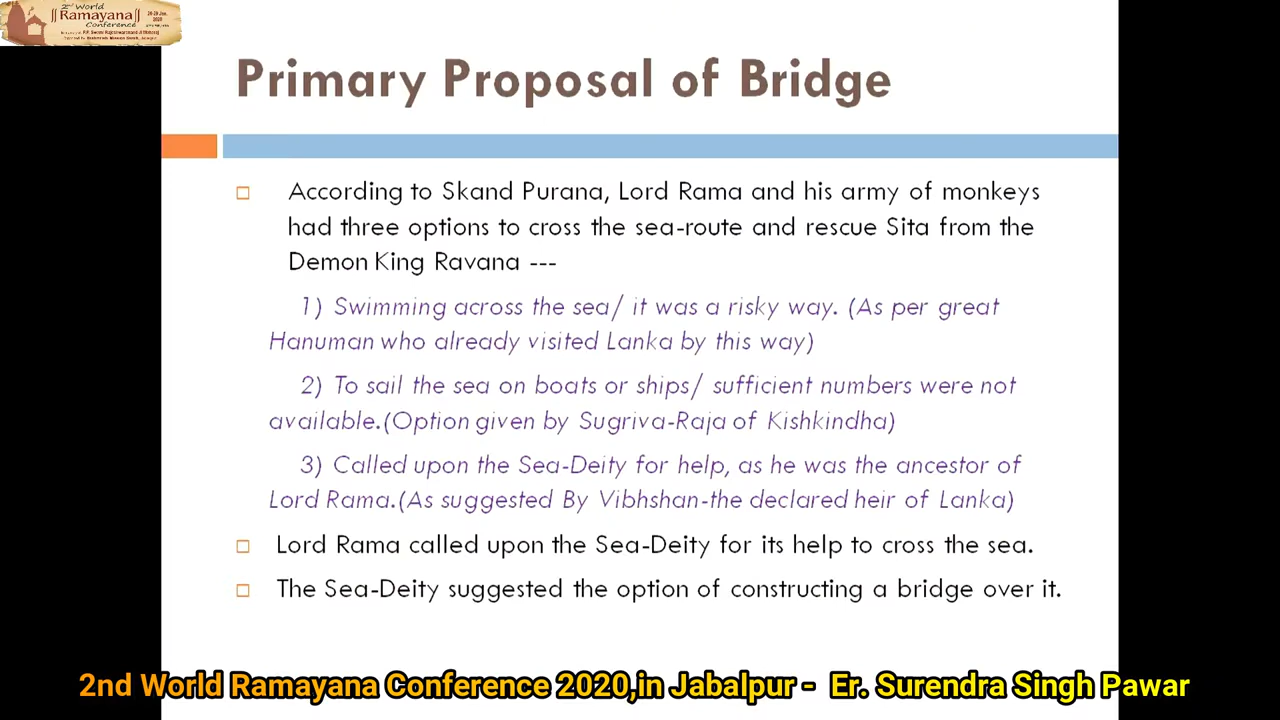 2nd World
||Ramayana||
Conference
2020
Primary Proposal of Bridge
According to Skand Purana, Lord Rama and his army of monkeys
had three options to cross the sea-route and rescue Sita from the
Demon King Ravana ---
1) Swimming across the sea/ it was a risky way. (As per great
Hanuman who already visited Lanka by this way)
2) To sail the sea on boats or ships/ sufficient numbers were not
available.(Option given by Sugriva-Raja of Kishkindha)
3) Called upon the Sea-Deity for help, as he was the ancestor of
Lord Rama.(As suggested By Vibhshan-the declared heir of Lanka)
Lord Rama called upon the Sea-Deity for its help to cross the sea.
The Sea-Deity suggested the option of constructing a bridge over it.
2nd World Ramayana Conference 2020,in Jabalpur - Er. Surendra Singh Pawar